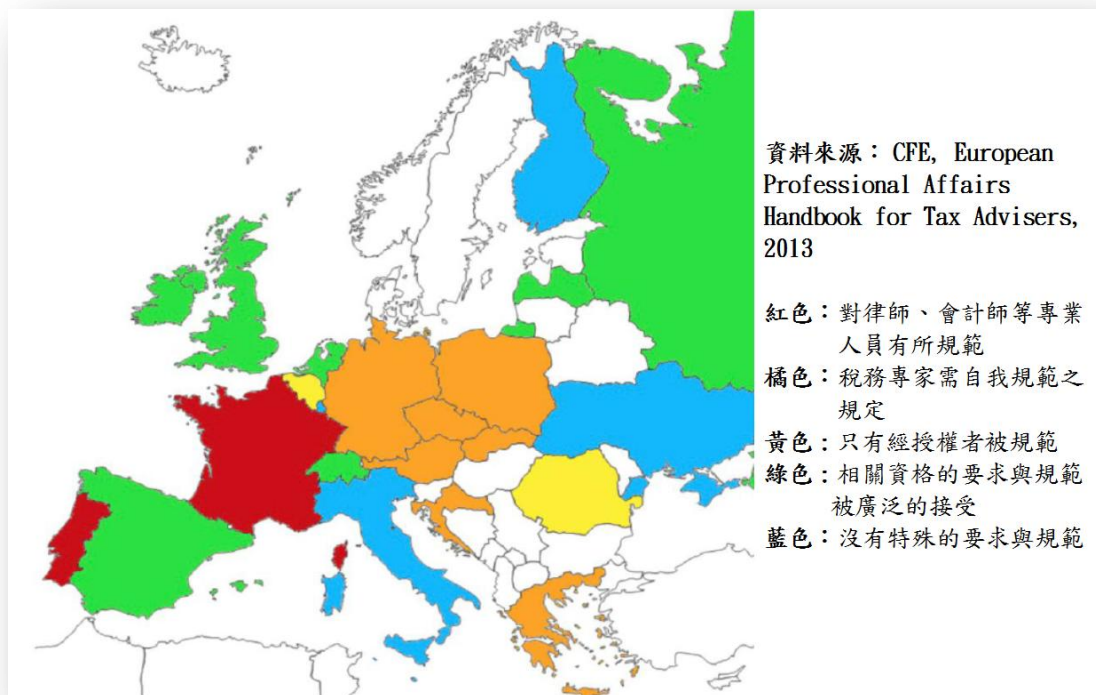 資料來源：CFE, European
Professional Affairs
Handbook for Tax Advisers,
2013
紅色：對律師、會計師等專業
人員有所規範
橘色：稅務專家需自我規範之
規定
黃色：只有經授權者被規範
綠色：相關資格的要求與規範
被廣泛的接受
藍色：沒有特殊的要求與規範